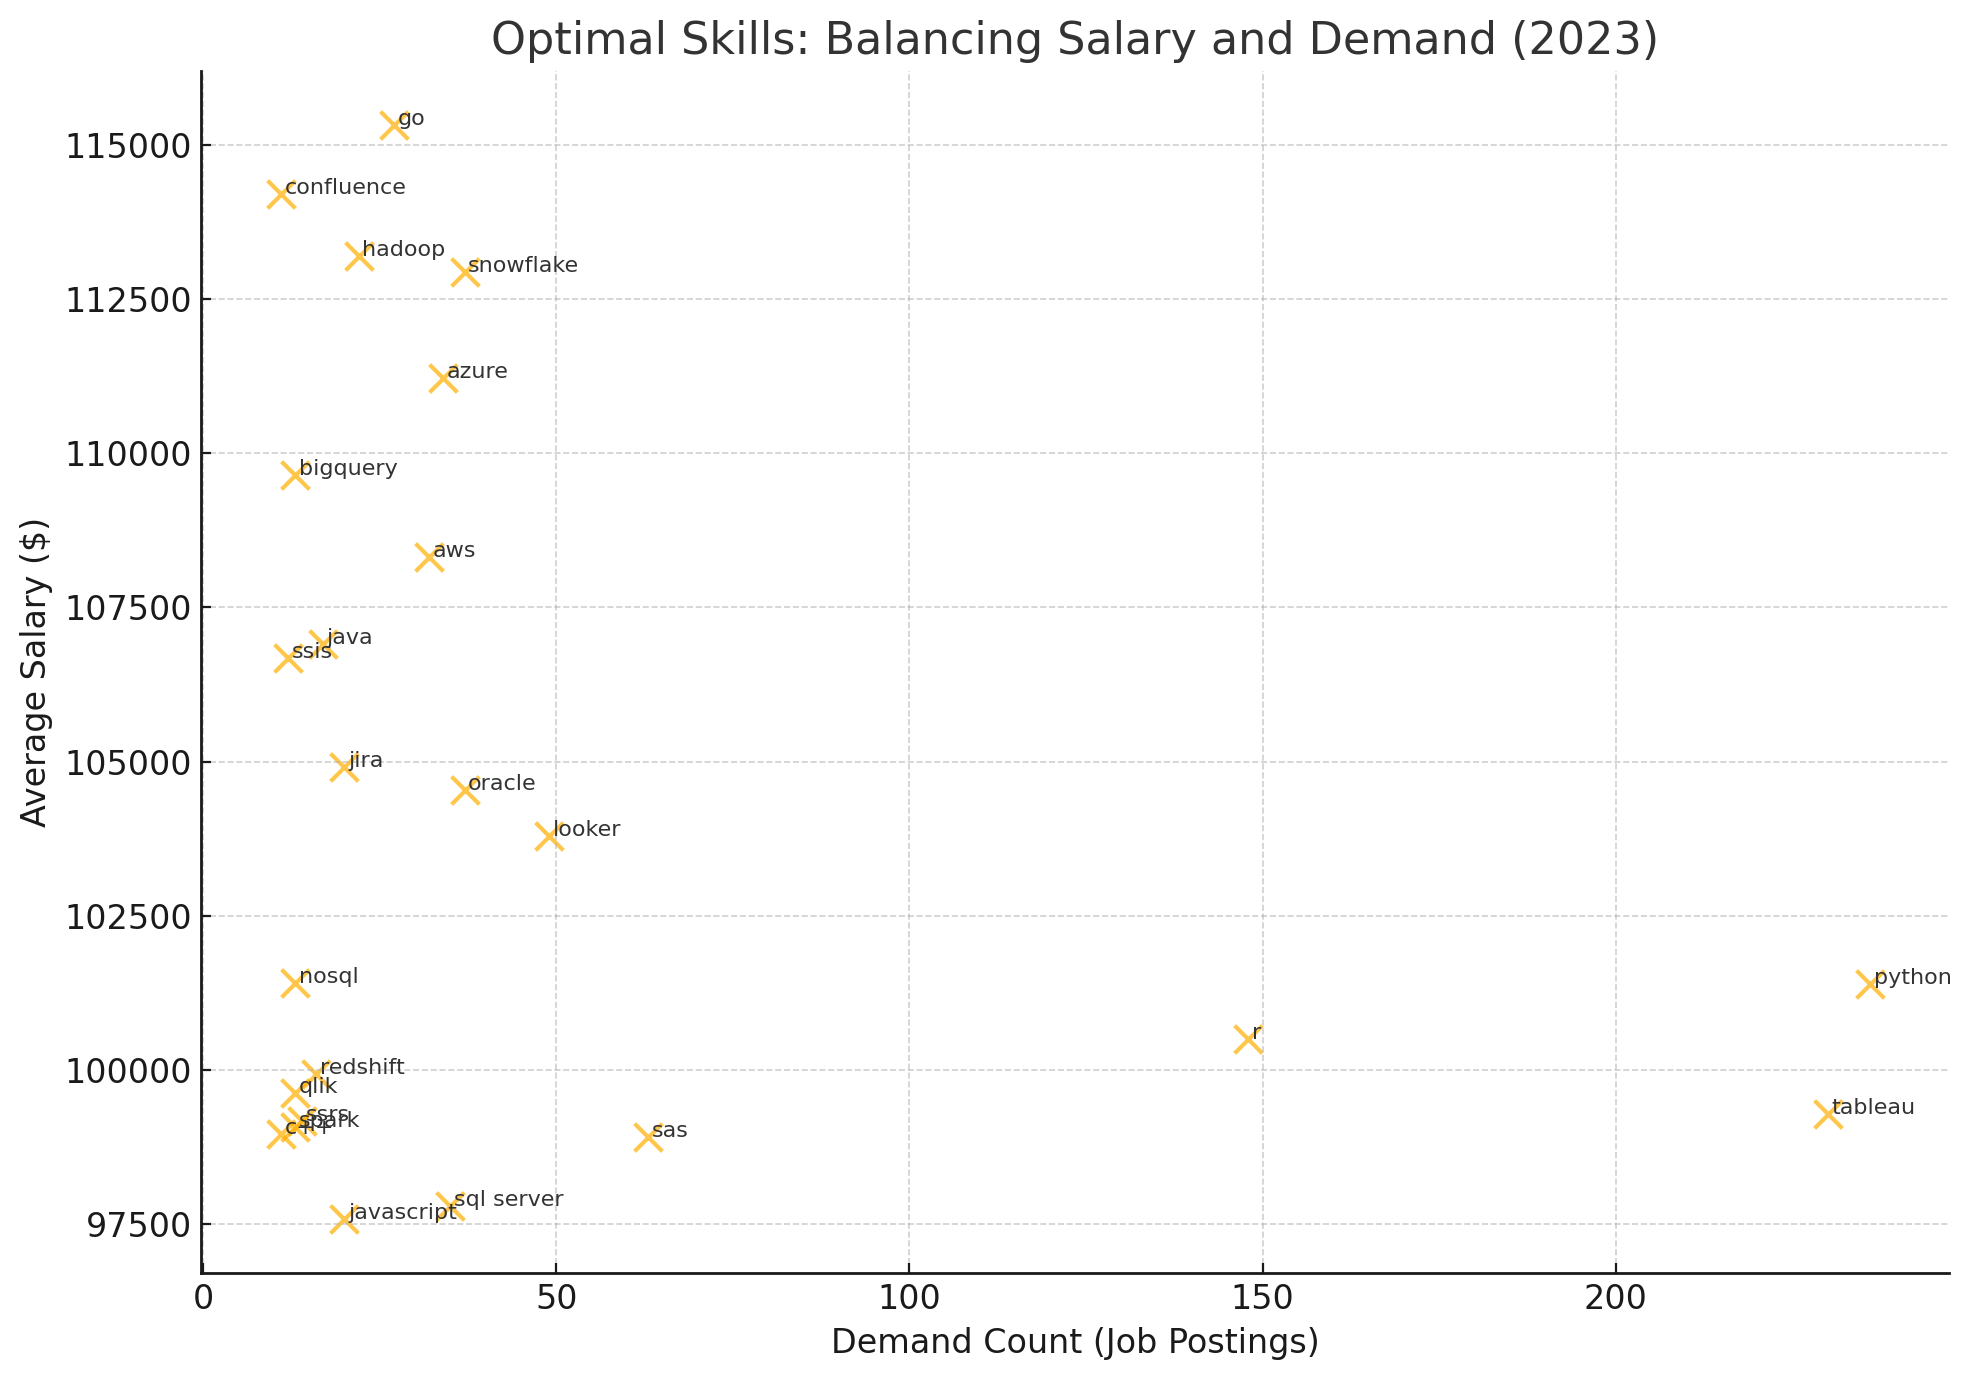 Optimal Skills: Balancing Salary and Demand (2023)
go
115000
confluence
hadoop
snowflake
112500
azure
110000
bigquery
aws
107500
java
ssis
jira
105000
oracle
looker
102500
nosql
python
r
redshift
100000
qlik
ssrs
tableau
spark
c++
sas
sql server
javascript
97500
Average Salary ($)
0 50 100 150 200
Demand Count (Job Postings)